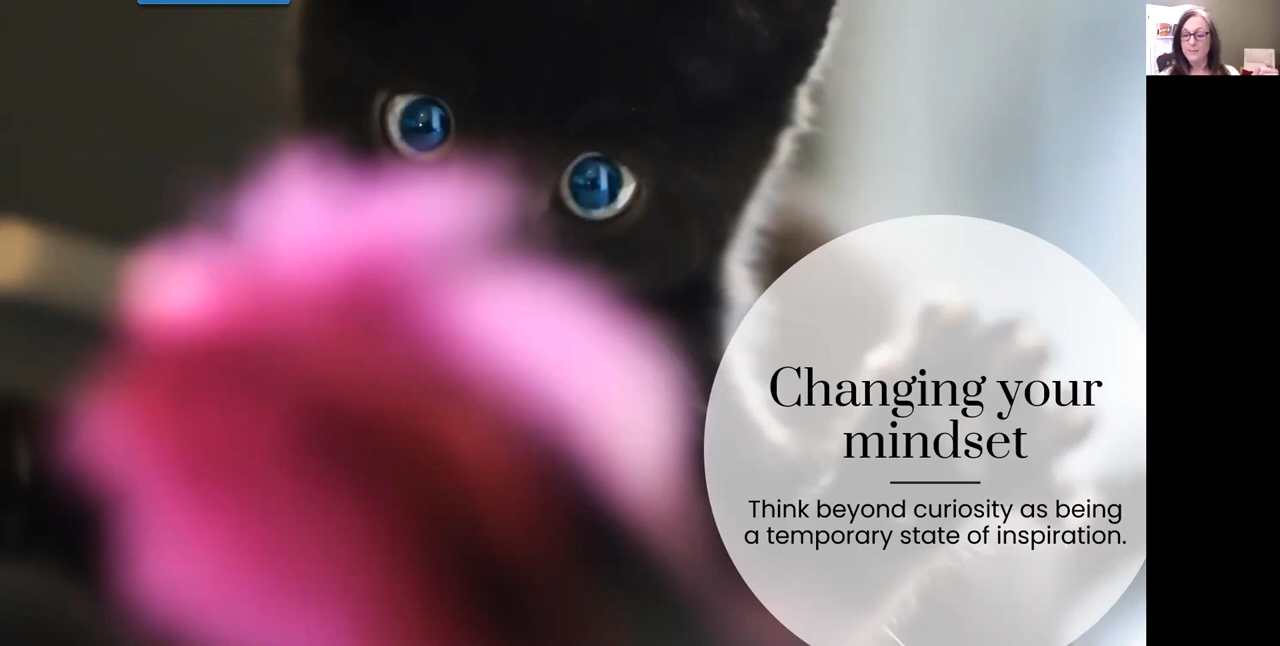 Changing your
mindset
Think beyond curiosity as being
a temporary state of inspiration.